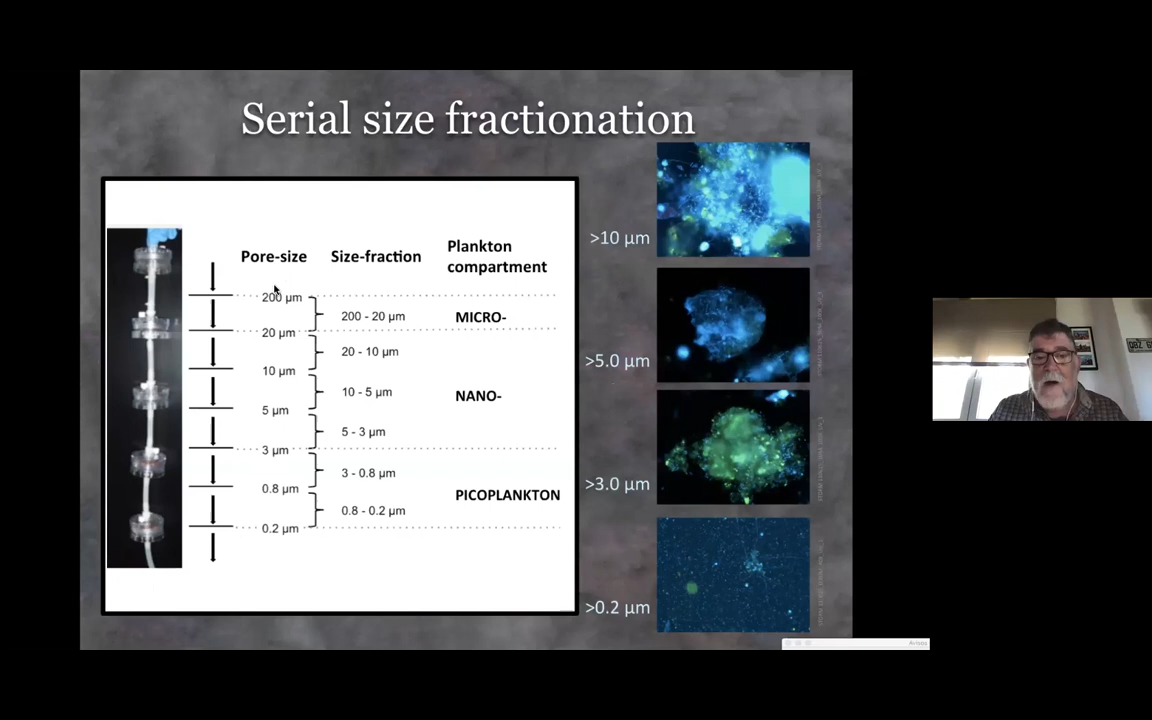 Serial size fractionation
Pore-size
Size-fraction
Plankton
compartment
200 µm
200 - 20 µm
MICRO-
20 µm
20 - 10 µm
10 µm
10 - 5 µm
NANO-
5 µm
5 - 3 µm
3 µm
3 - 0.8 µm
0.8 µm
PICOPLANKTON
0.8 - 0.2 µm
0.2 µm
>10 µm
>5.0 µm
>3.0 µm
>0.2 µm